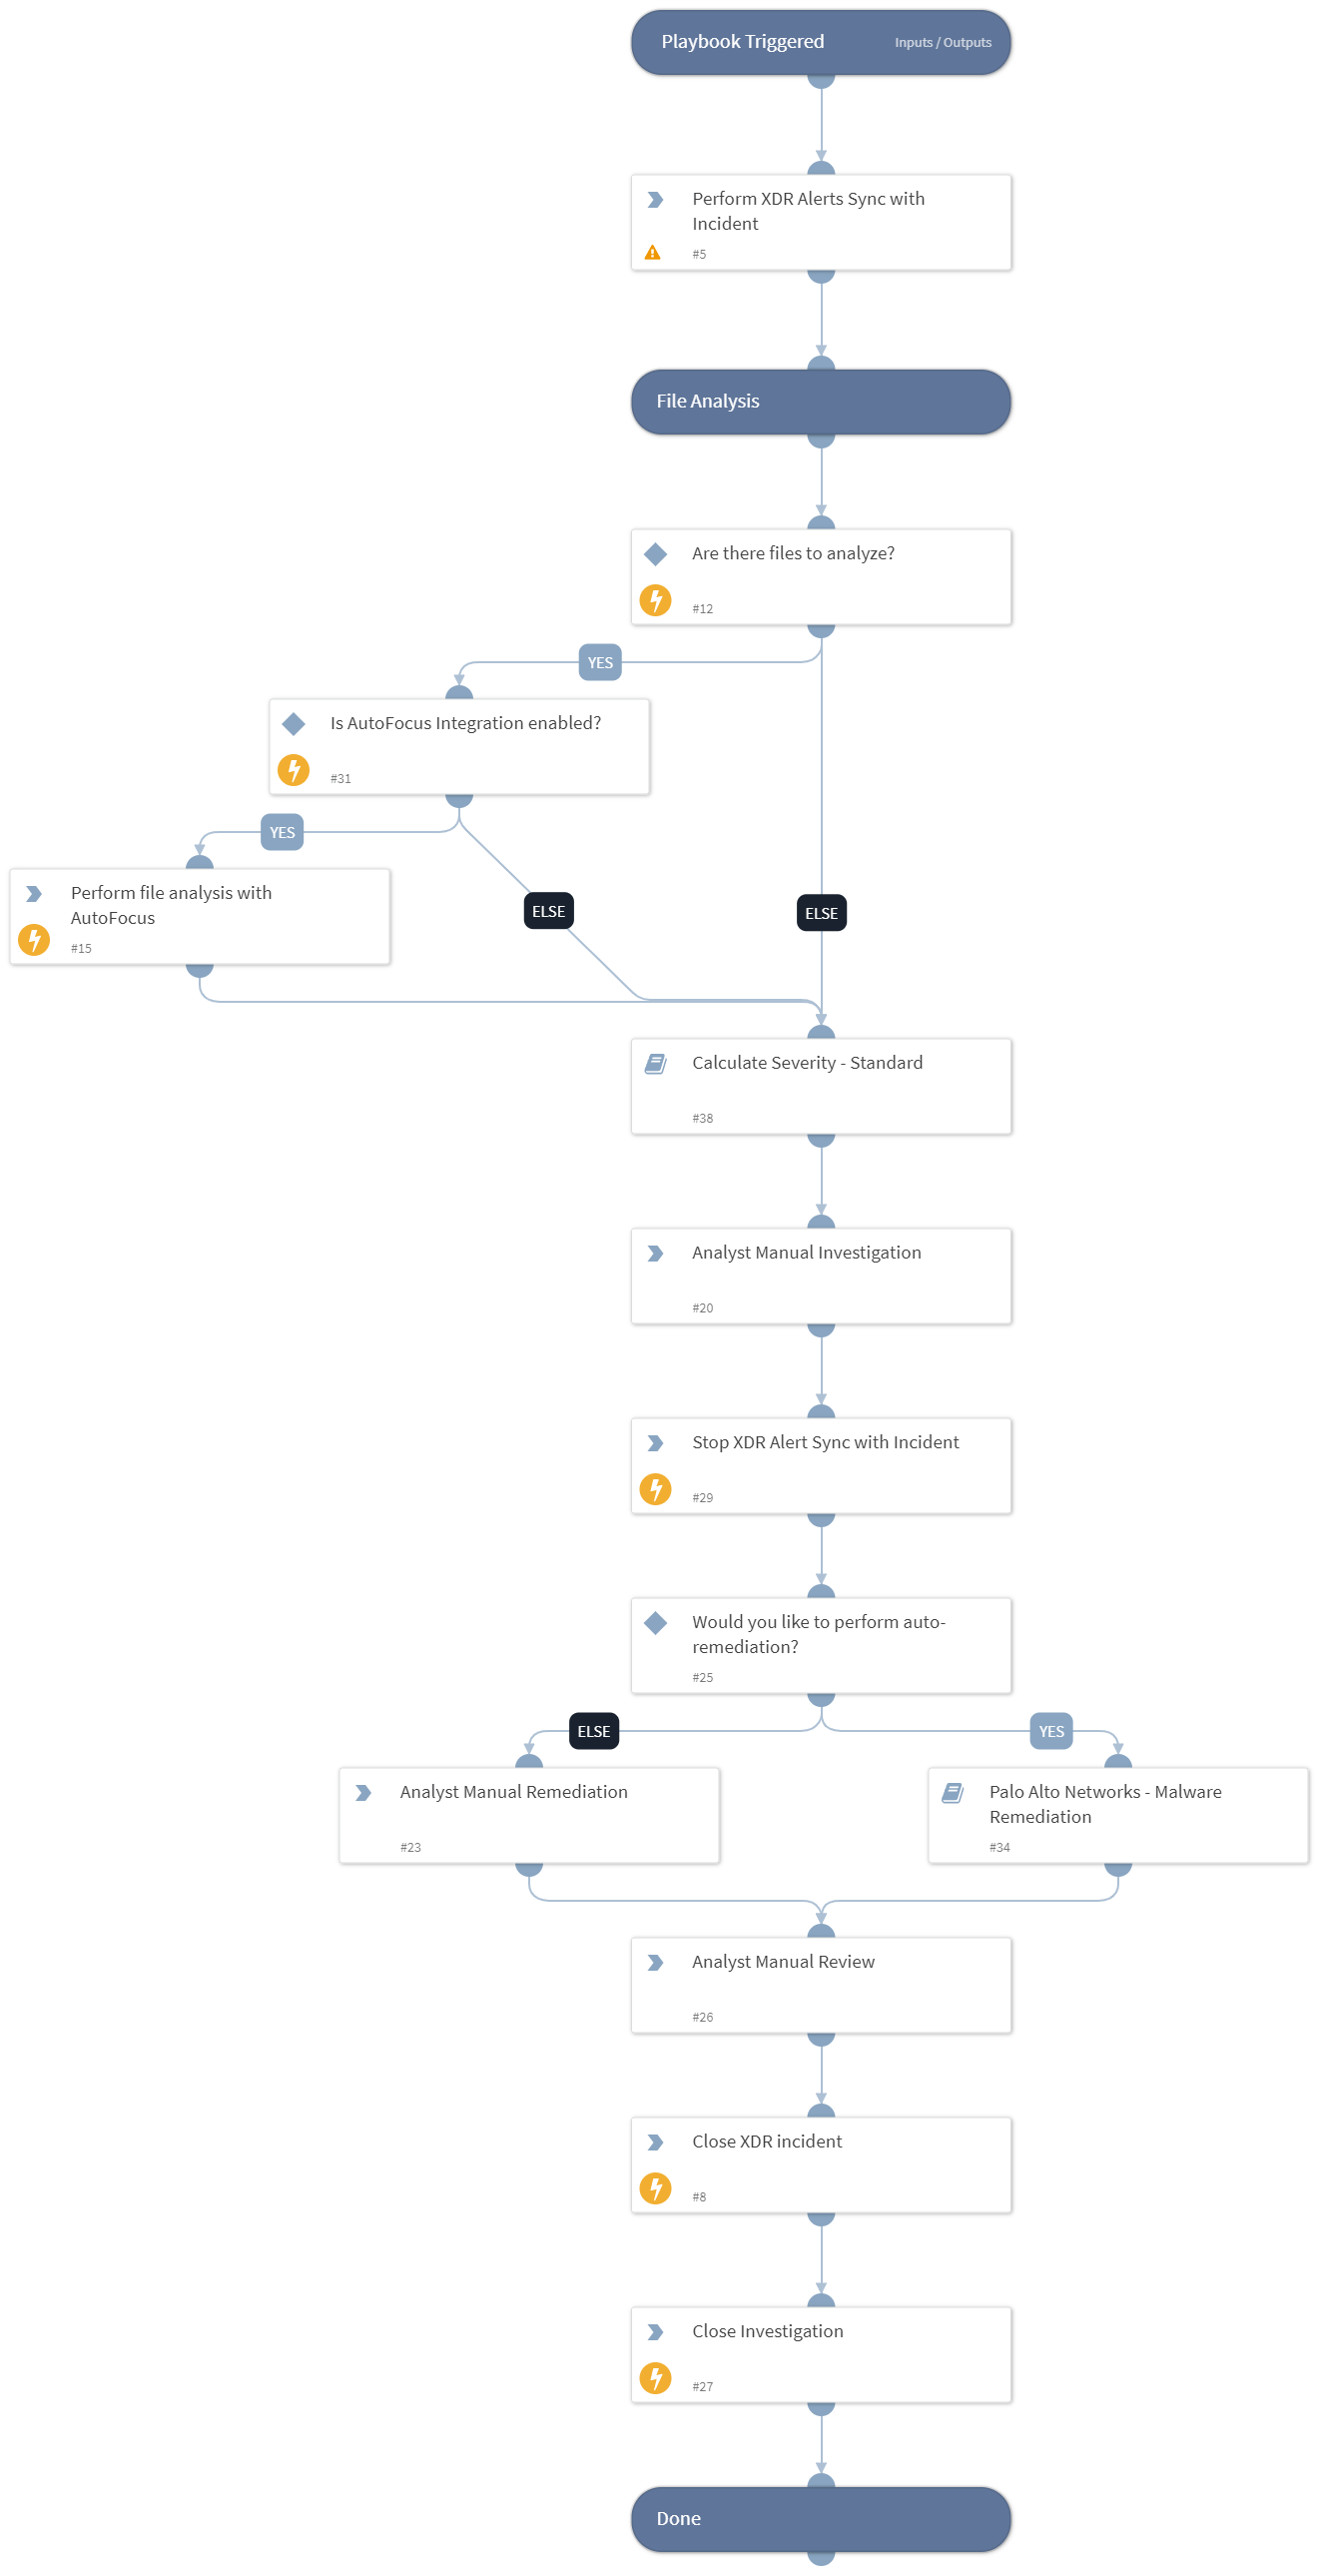 Playbook Triggered
Inputs / Outputs
Perform XDR Alerts Sync with
Incident
#5
File Analysis
Are there files to analyze?
#12
YES
Is AutoFocus Integration enabled?
#31
YES
Perform file analysis with
AutoFocus
#15
ELSE
ELSE
Calculate Severity - Standard
#38
Analyst Manual Investigation
#20
Stop XDR Alert Sync with Incident
#29
Would you like to perform auto-
remediation?
#25
ELSE
YES
Analyst Manual Remediation
#23
Palo Alto Networks - Malware
Remediation
#34
Analyst Manual Review
#26
Close XDR incident
#8
Close Investigation
#27
Done